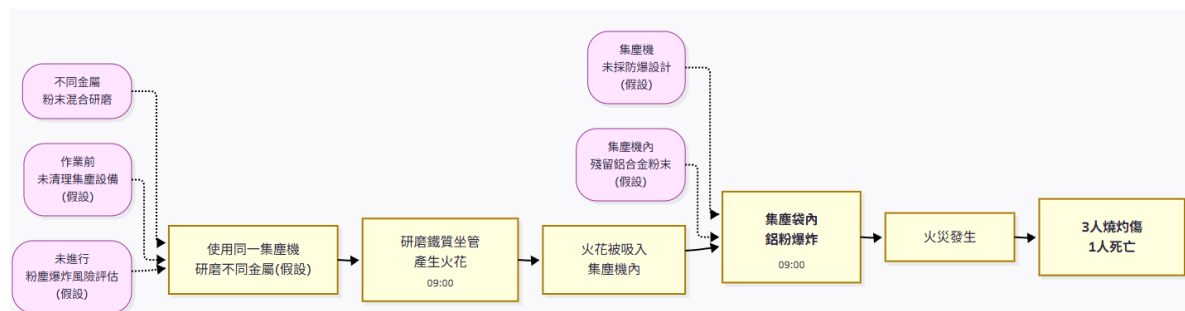 不同金屬
粉末混合研磨
作業前
未清理集塵設備
(假設)
未進行
粉塵爆炸風險評估
(假設)
使用同一集塵機
研磨不同金屬(假設)
研磨鐵質坐管
產生火花
09:00
火花被吸入
集塵機內
集塵機
未採防爆設計
(假設)
集塵機內
殘留鋁合金粉末
(假設)
集塵袋內
鋁粉爆炸
09:00
火災發生
3人燒灼傷
1人死亡